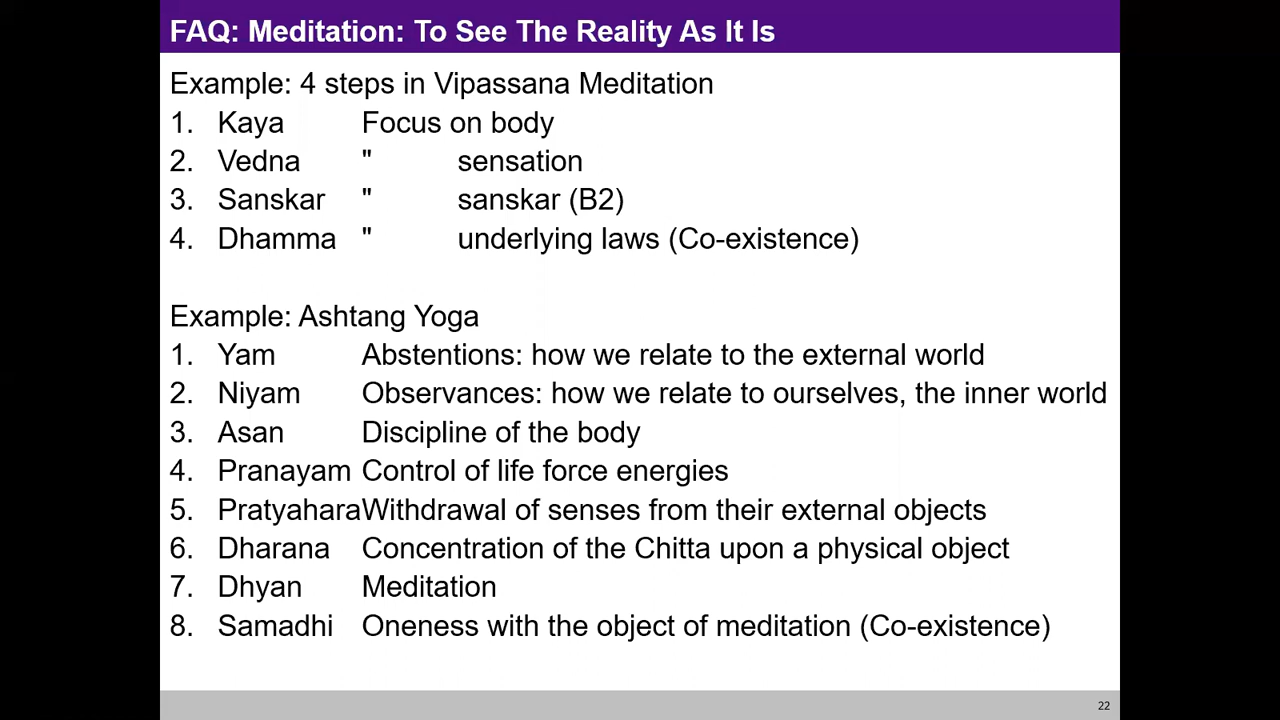 FAQ: Meditation: To See The Reality As It Is
Example: 4 steps in Vipassana Meditation
1. Kaya Focus on body
2. Vedna " sensation
3. Sanskar " sanskar (B2)
4. Dhamma " underlying laws (Co-existence)
Example: Ashtang Yoga
1. Yam Abstentions: how we relate to the external world
2. Niyam Observances: how we relate to ourselves, the inner world
3. Asan Discipline of the body
4. Pranayam Control of life force energies
5. Pratyahara Withdrawal of senses from their external objects
6. Dharana Concentration of the Chitta upon a physical object
7. Dhyan Meditation
8. Samadhi Oneness with the object of meditation (Co-existence)
22